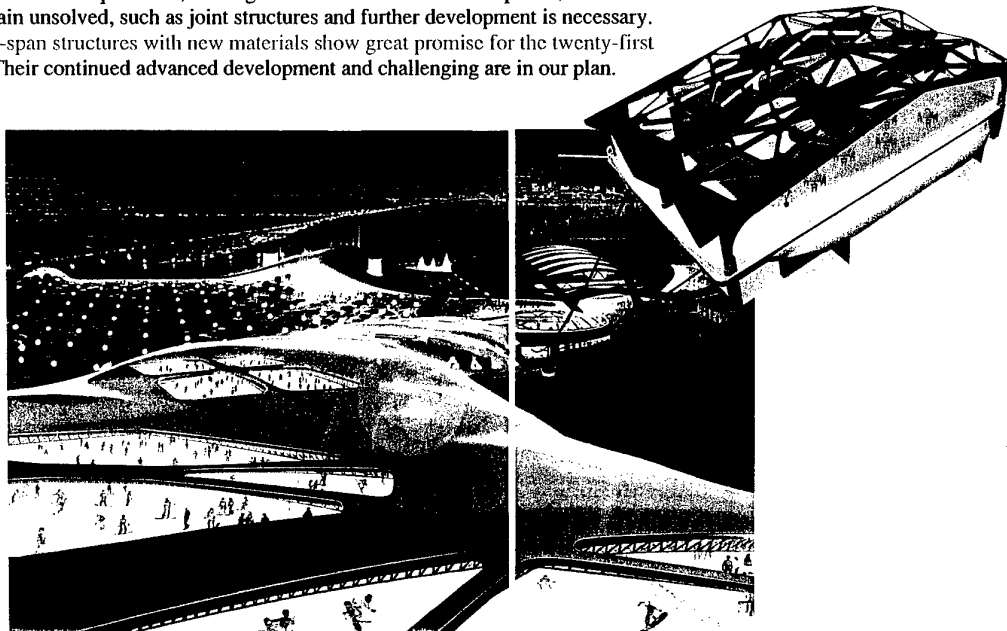 ain unsolved, such as joint structures and further development is necessary.
-span structures with new materials show great promise for the twenty-first
Their continued advanced development and challenging are in our plan.